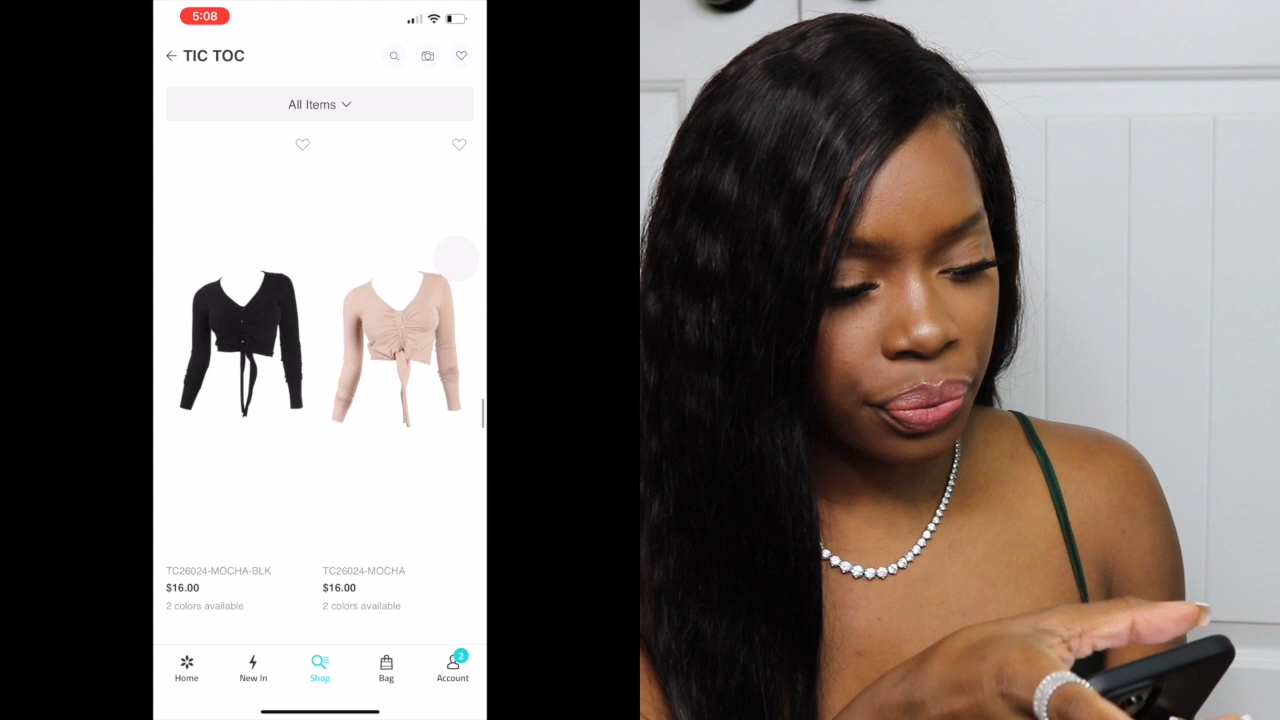 5:08
TIC TOC
All Items
TC26024-MOCHA-BLK
TC26024-MOCHA
$16.00
$16.00
2 colors available
2 colors available
2
Home
New In
Shop
Bag
Account